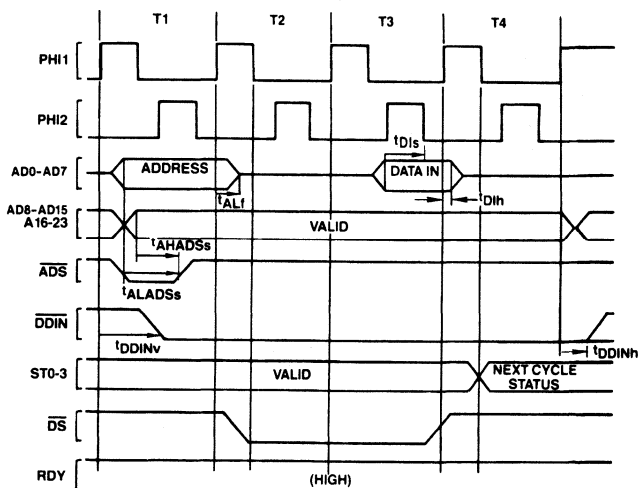 T1 T2 T3 T4
PHI1
PHI2
tDIs
AD0-AD7 ADDRESS DATA IN
tALf tDIh
AD8-AD15
A16-23 VALID
tAHADSs
ADS
tALADSs
DDIN
tDDINv tDDINh
ST0-3 VALID NEXT CYCLE
STATUS
DS
RDY (HIGH)